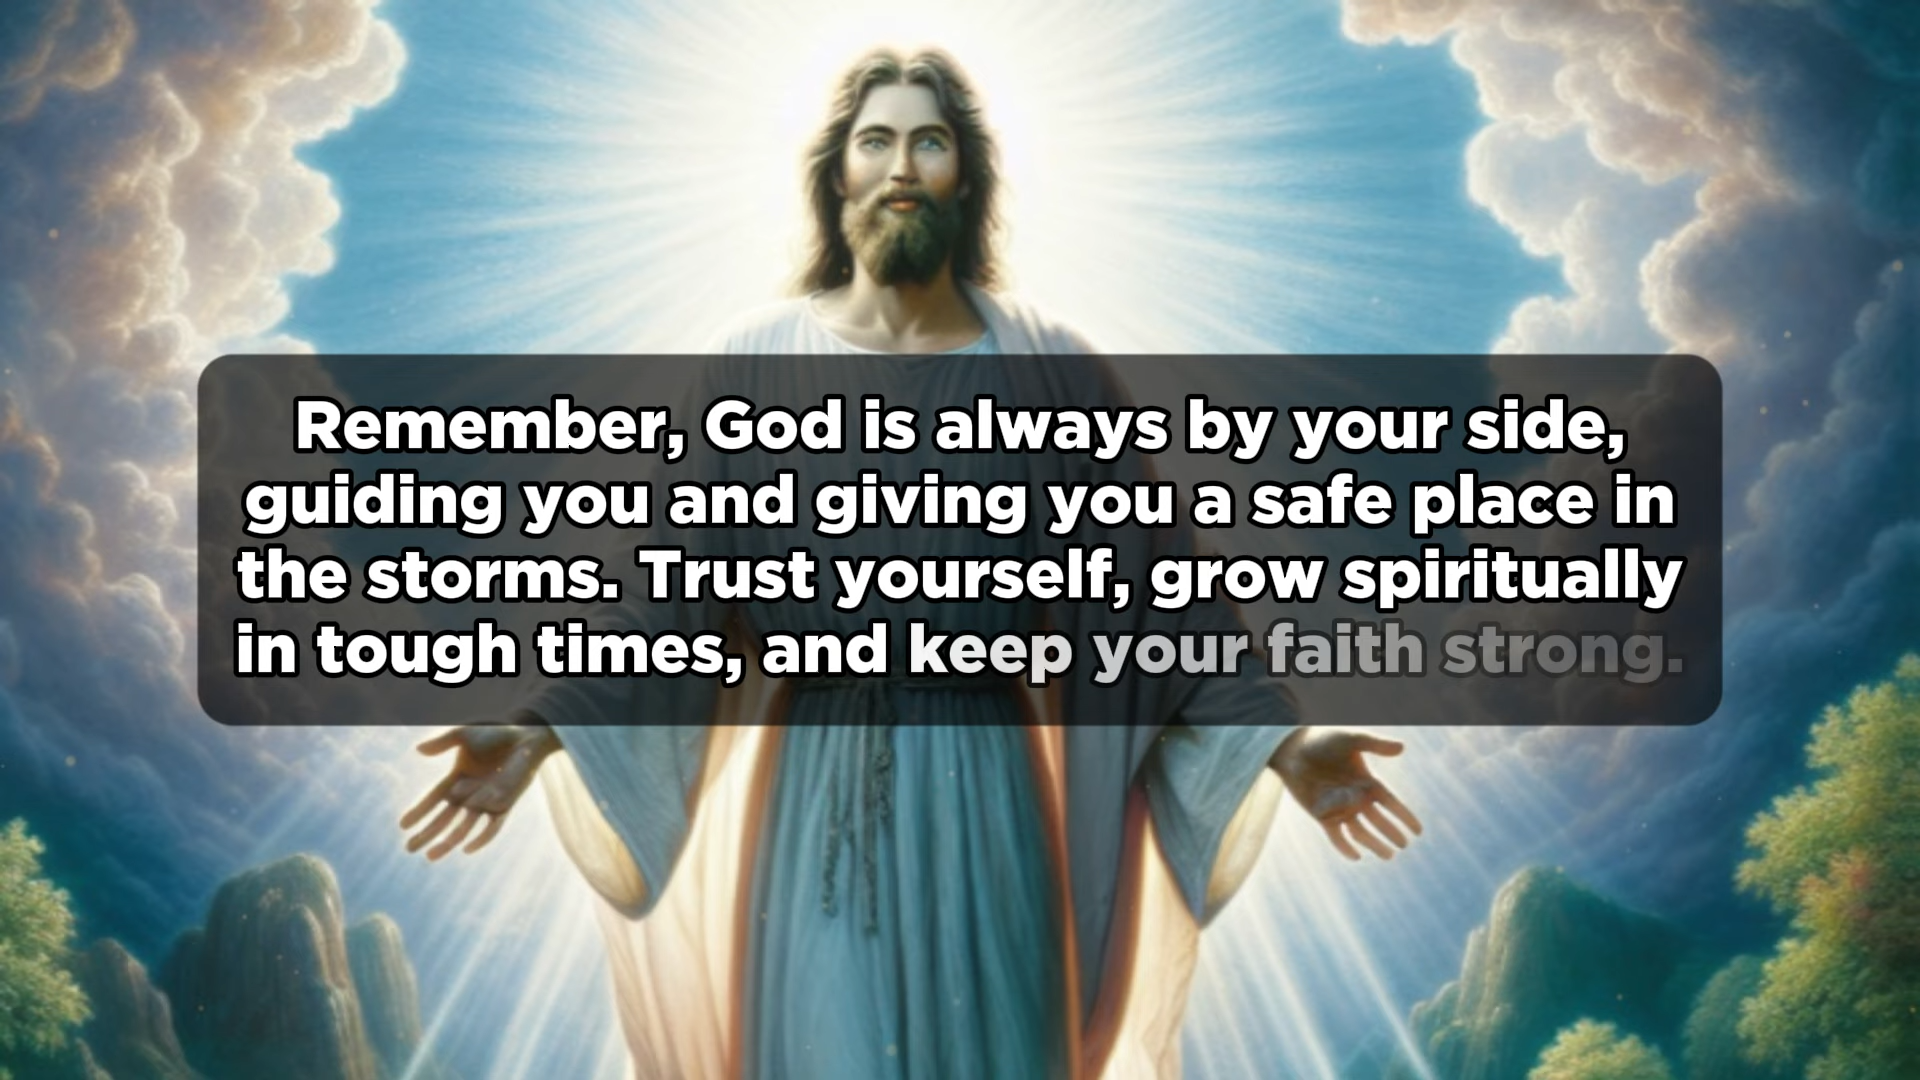 Remember, God is always by your side,
guiding you and giving you a safe place in
the storms. Trust yourself, grow spiritually
in tough times, and keep your faith strong.